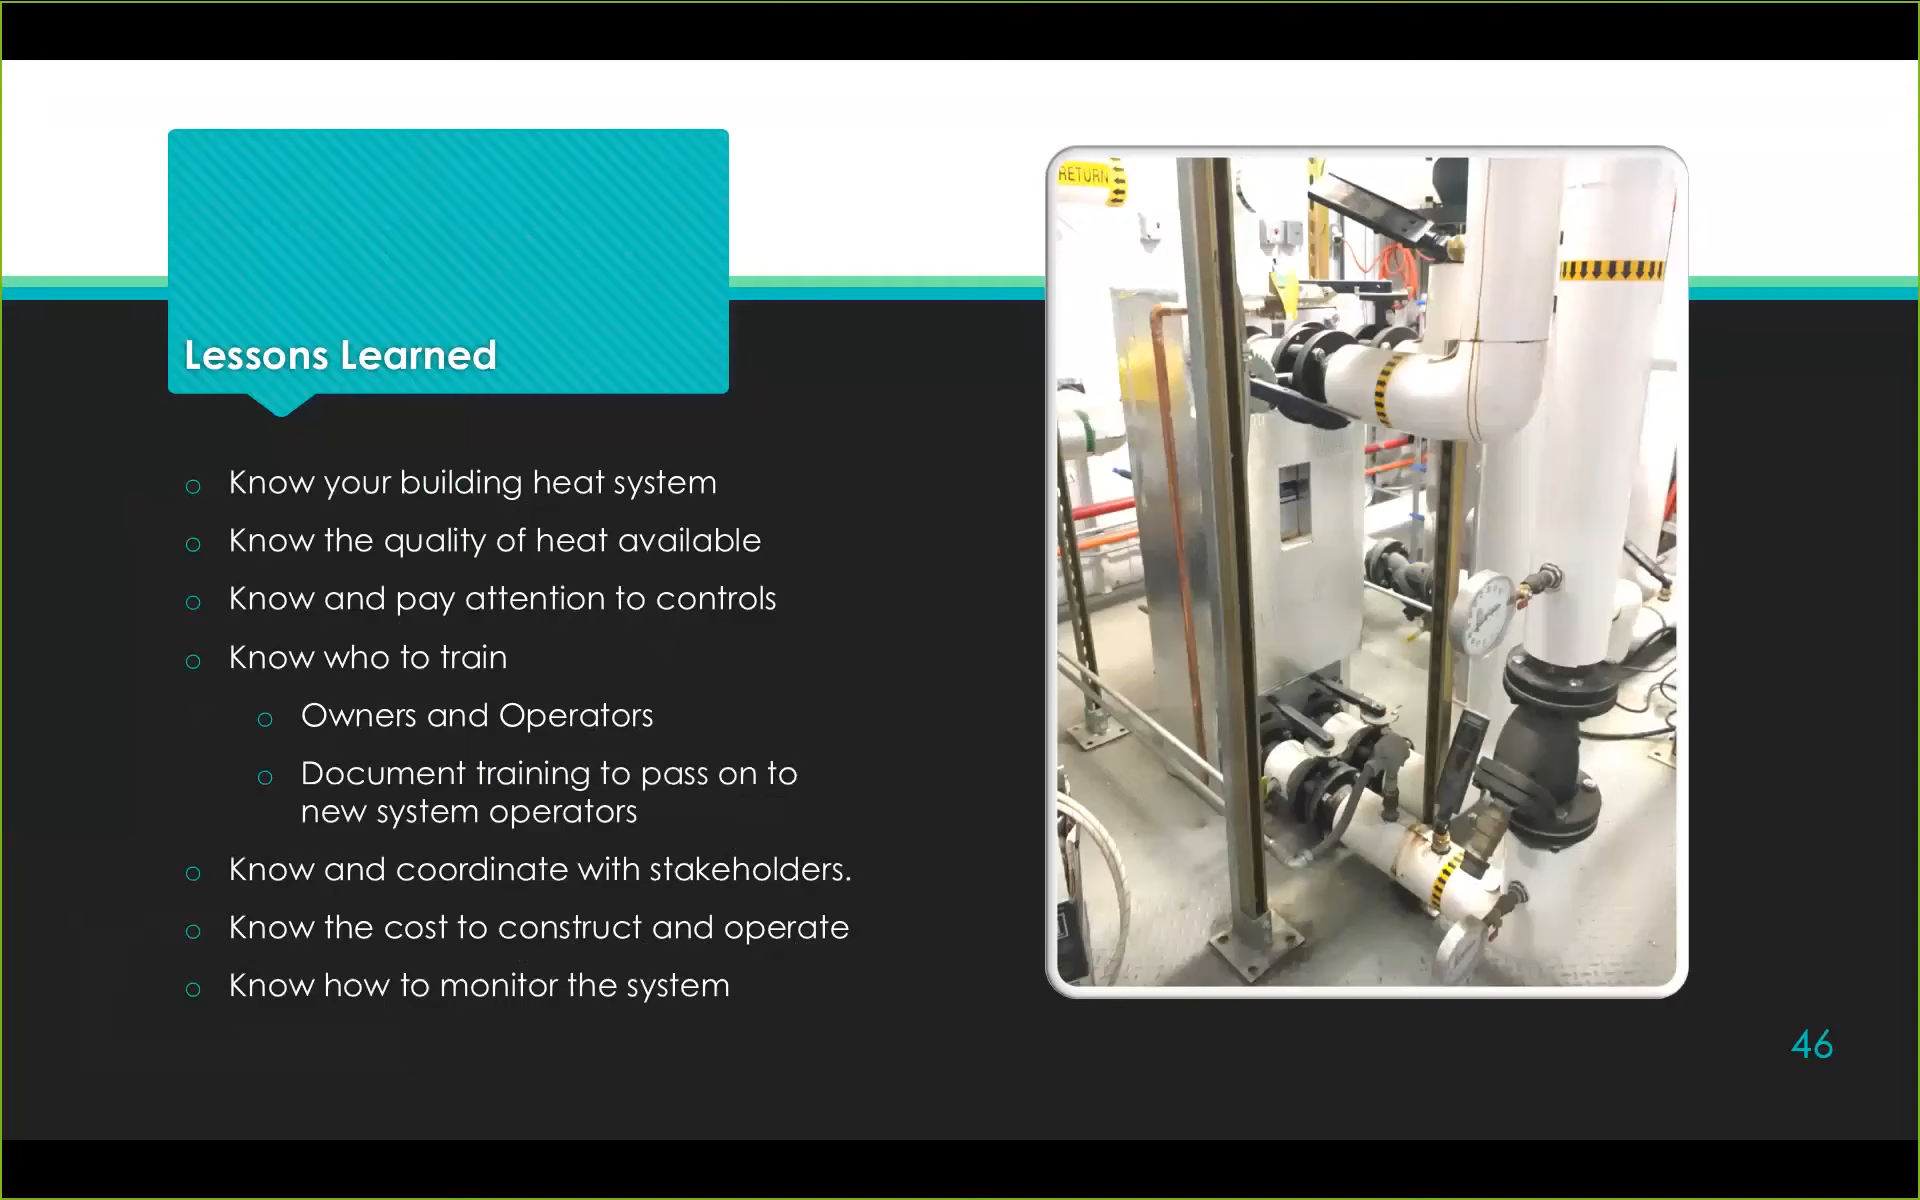 RETURN
Lessons Learned
Know your building heat system
Know the quality of heat available
Know and pay attention to controls
Know who to train
Owners and Operators
Document training to pass on to
new system operators
Know and coordinate with stakeholders.
Know the cost to construct and operate
Know how to monitor the system
46